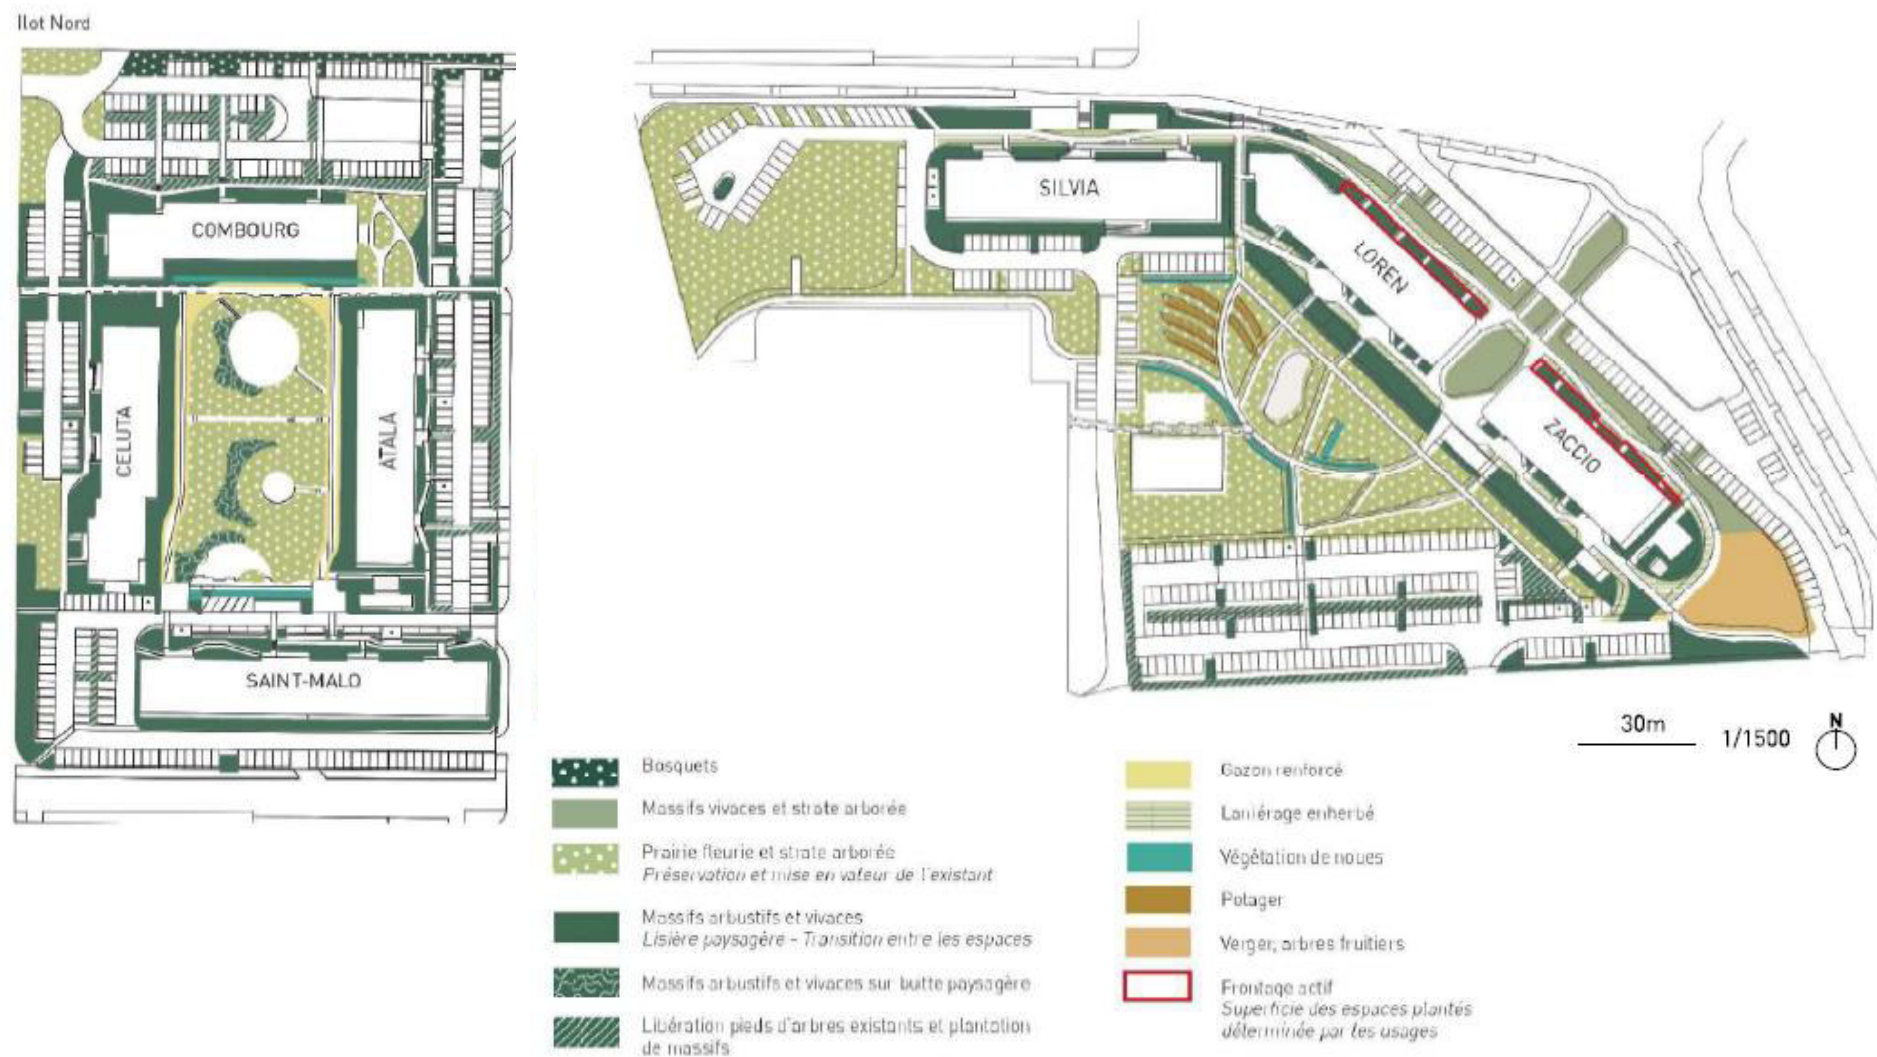 Ilot Nord
COMBOURG
CELUTA
ATALA
SAINT-MALO
SILVIA
LOREN
ZACCIO
30m
1/1500
N
Bosquets
Massifs vivaces et strate arborée
Prairie fleurie et strate arborée
Préservation et mise en valeur de l'existant
Massifs arbustifs et vivaces
Lisière paysagère - Transition entre les espaces
Massifs arbustifs et vivaces sur butte paysagère
Libération pieds d'arbres existants et plantation
de massifs
Gazon renforcé
Laniérage enherbé
Végétation de noues
Potager
Verger, arbres fruitiers
Frontage actif
Superficie des espaces plantés
déterminée par les usages